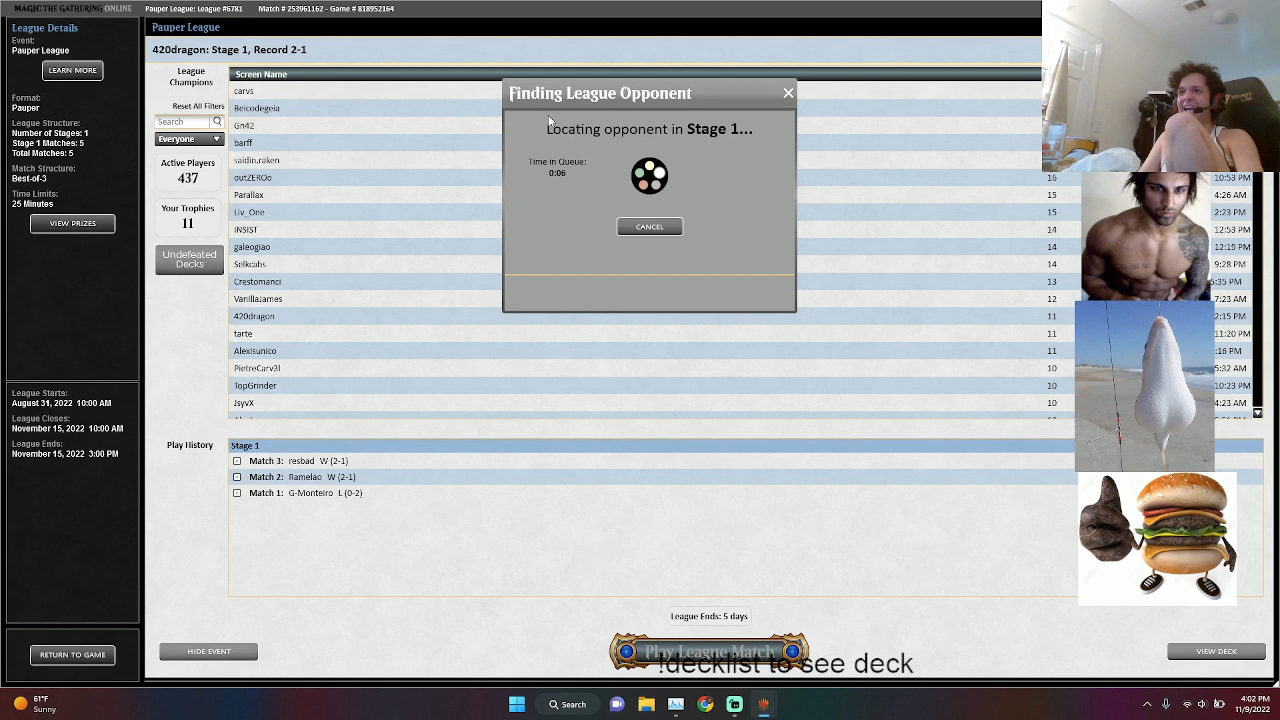 MAGIC THE GATHERING ONLINE
Pauper League: League #6781 Match # 253961162 - Game # 818952164
League Details
Event:
Pauper League
LEARN MORE
Format:
Pauper
League Structure:
Number of Stages: 1
Stage 1 Matches: 5
Total Matches: 5
Match Structure:
Best-of-3
Time Limits:
25 Minutes
VIEW PRIZES
League Starts:
August 31, 2022 10:00 AM
League Closes:
November 15, 2022 10:00 AM
League Ends:
November 15, 2022 3:00 PM
RETURN TO GAME
Pauper League
420dragon: Stage 1, Record 2-1
League
Champions
Reset All Filters
Search
Everyone
Active Players
437
Your Trophies
11
Undefeated
Decks
Screen Name
carvs
Beicodegeia
Gn42
barff
saidin.raken
outZEROo 16 10:53 PM
Parallax 15 4:26 AM
Liv_One 15 2:23 PM
INSIST 14 12:53 PM
galeogiao 14 12:19 PM
Selkcahs 14 9:28 PM
Crestomanci 13 5:35 PM
VanillaJames 12 7:23 AM
420dragon 11 2:15 PM
tarte 11 11:20 PM
Alexisunico 11 :16 PM
PietreCarv3l 10 5:32 AM
TopGrinder 10 10:23 PM
JsyvX 10 4:23 AM
Finding League Opponent
Locating opponent in Stage 1...
Time in Queue:
0:06
CANCEL
Play History
Stage 1
Match 3: resbad W (2-1)
Match 2: Ramelao W (2-1)
Match 1: G-Monteiro L (0-2)
League Ends: 5 days
HIDE EVENT
Play League Match
!decklist to see deck
VIEW DECK
51°F
Sunny
Search
4:02 PM
11/9/2022